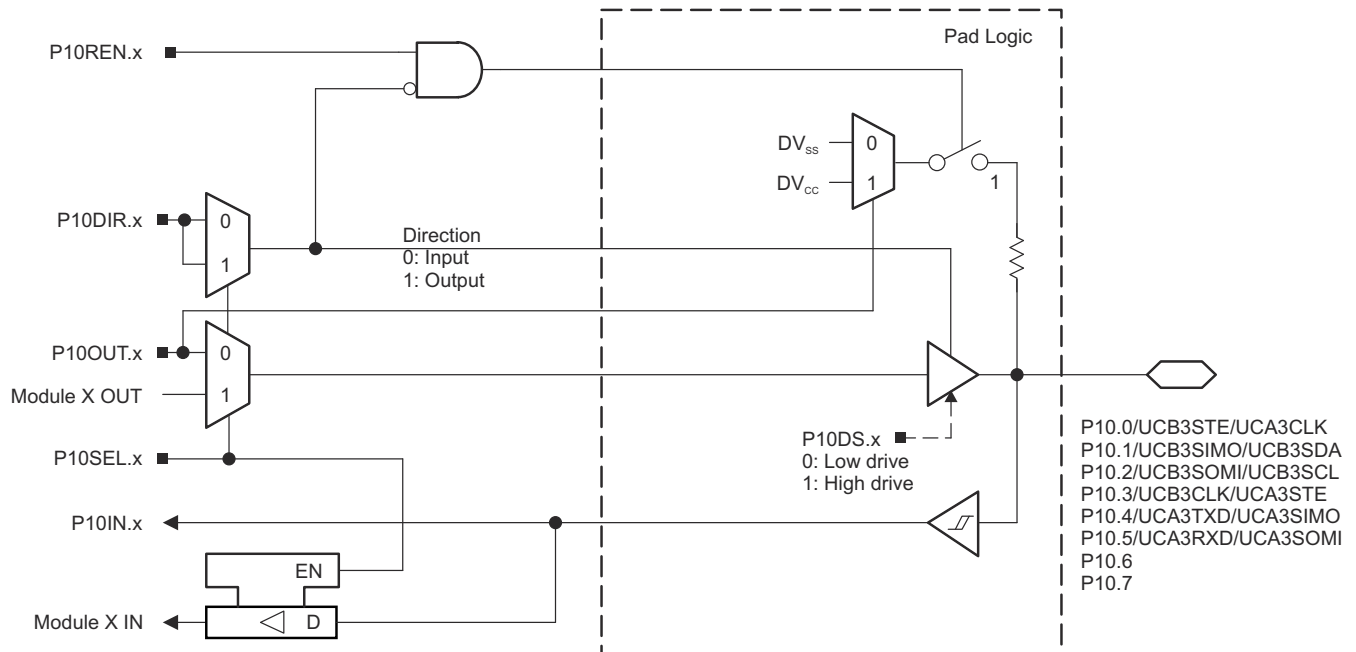 Pad Logic
P10REN.x
DVss
0
DVcc
1
1
P10DIR.x
0
1
Direction
0: Input
1: Output
P10OUT.x
0
Module X OUT
1
P10DS.x
0: Low drive
1: High drive
P10SEL.x
P10IN.x
EN
Module X IN
D
P10.0/UCB3STE/UCA3CLK
P10.1/UCB3SIMO/UCB3SDA
P10.2/UCB3SOMI/UCB3SCL
P10.3/UCB3CLK/UCA3STE
P10.4/UCA3TXD/UCA3SIMO
P10.5/UCA3RXD/UCA3SOMI
P10.6
P10.7